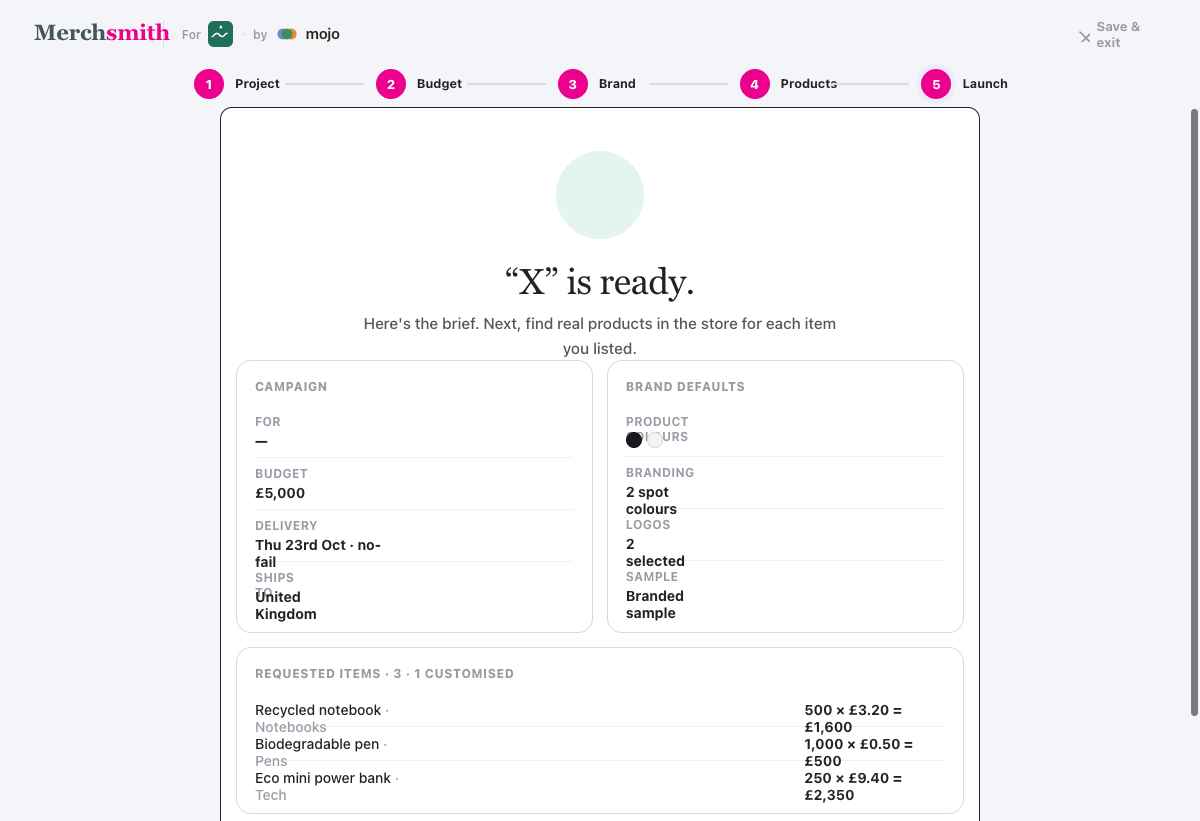 Merchsmith For · by mojo
Save &
exit
1 Project 2 Budget 3 Brand 4 Products 5 Launch
“X” is ready.
Here's the brief. Next, find real products in the store for each item
you listed.
CAMPAIGN
FOR
—
BUDGET
£5,000
DELIVERY
Thu 23rd Oct · no-
fail
SHIPS
TO
United
Kingdom
BRAND DEFAULTS
PRODUCT
COLOURS
BRANDING
2 spot
colours
LOGOS
2
selected
SAMPLE
Branded
sample
REQUESTED ITEMS · 3 · 1 CUSTOMISED
Recycled notebook ·
Notebooks
500 × £3.20 =
£1,600
Biodegradable pen ·
Pens
1,000 × £0.50 =
£500
Eco mini power bank ·
Tech
250 × £9.40 =
£2,350